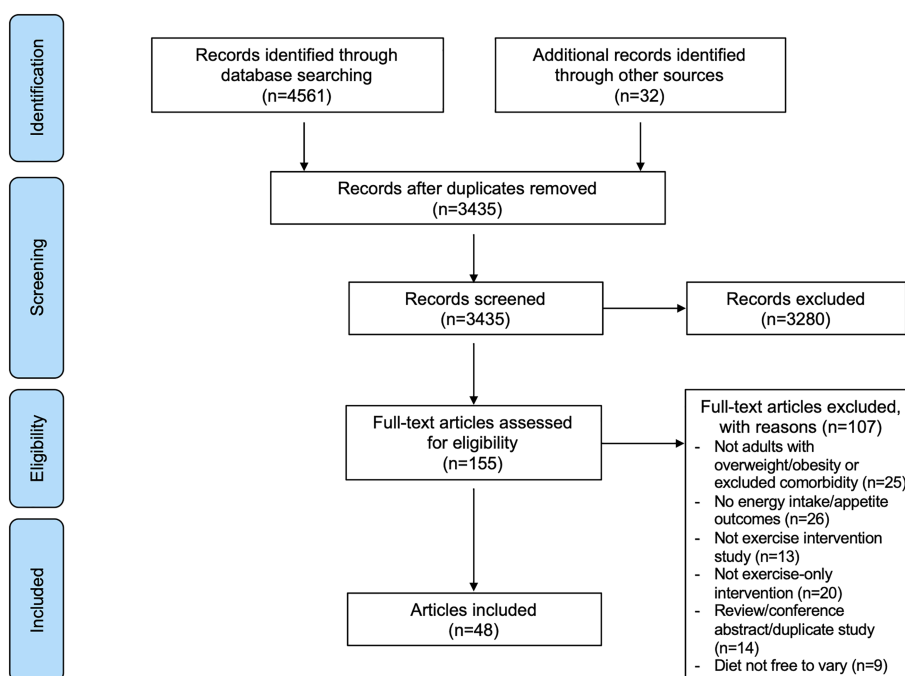 Identification
Records identified through
database searching
(n=4561)
Additional records identified
through other sources
(n=32)
Screening
Records after duplicates removed
(n=3435)
Records screened
(n=3435)
Records excluded
(n=3280)
Eligibility
Full-text articles assessed
for eligibility
(n=155)
Full-text articles excluded,
with reasons (n=107)
- Not adults with
overweight/obesity or
excluded comorbidity (n=25)
- No energy intake/appetite
outcomes (n=26)
- Not exercise intervention
study (n=13)
- Not exercise-only
intervention (n=20)
- Review/conference
abstract/duplicate study
(n=14)
- Diet not free to vary (n=9)
Included
Articles included
(n=48)